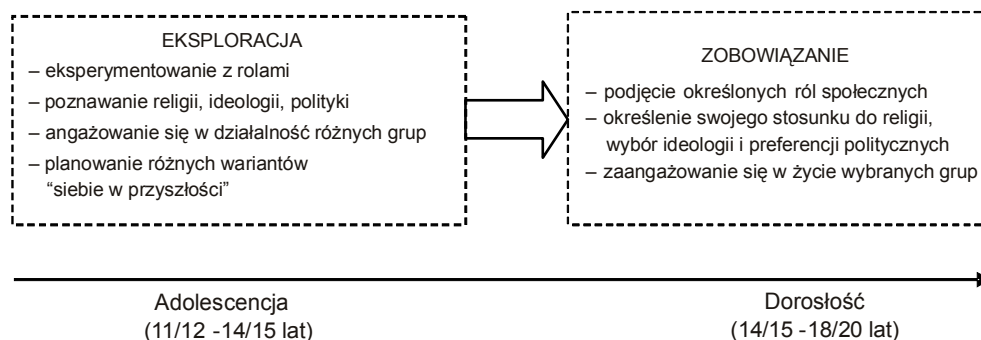 EKSPLORACJA
– eksperymentowanie z rolami
– poznawanie religii, ideologii, polityki
– angażowanie się w działalność różnych grup
– planowanie różnych wariantów
“siebie w przyszłości”
ZOBOWIĄZANIE
– podjęcie określonych ról społecznych
– określenie swojego stosunku do religii,
wybór ideologii i preferencji politycznych
– zaangażowanie się w życie wybranych grup
Adolescencja
(11/12 -14/15 lat)
Dorosłość
(14/15 -18/20 lat)